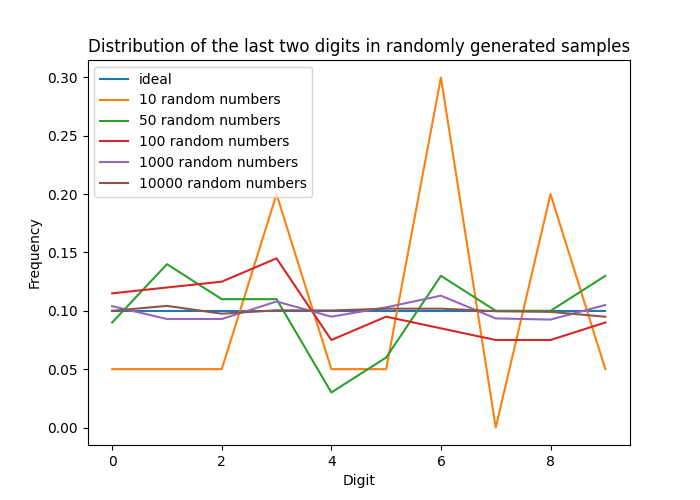 Distribution of the last two digits in randomly generated samples
0.30
0.25
0.20
0.15
0.10
0.05
0.00
Frequency
ideal
10 random numbers
50 random numbers
100 random numbers
1000 random numbers
10000 random numbers
0 2 4 6 8
Digit